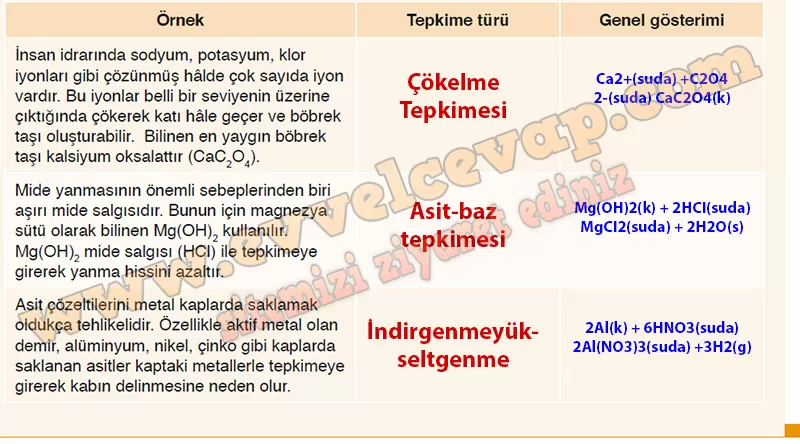 Örnek
Tepkime türü
Genel gösterimi
İnsan idrarında sodyum, potasyum, klor
iyonları gibi çözünmüş hâlde çok sayıda iyon
vardır. Bu iyonlar belli bir seviyenin üzerine
çıktığında çökerek katı hâle geçer ve böbrek
taşı oluşturabilir. Bilinen en yaygın böbrek
taşı kalsiyum oksalattır (CaC₂O₄).
Çökelme
Tepkimesi
Ca2+(suda) +C2O4
2-(suda) CaC2O4(k)
Mide yanmasının önemli sebeplerinden biri
aşırı mide salgısıdır. Bunun için magnezya
sütü olarak bilinen Mg(OH)₂ kullanılır.
Mg(OH)₂ mide salgısı (HCl) ile tepkimeye
girerek yanma hissini azaltır.
Asit-baz
tepkimesi
Mg(OH)2(k) + 2HCl(suda)
MgCl2(suda) + 2H2O(s)
Asit çözeltilerini metal kaplarda saklamak
oldukça tehlikelidir. Özellikle aktif metal olan
demir, alüminyum, nikel, çinko gibi kaplarda
saklanan asitler kaptaki metallerle tepkimeye
girerek kabın delinmesine neden olur.
İndirgenmeyük-
seltgenme
2Al(k) + 6HNO3(suda)
2Al(NO3)3(suda) +3H2(g)
www.evvelcevap.com
sitemizi ziyaret ediniz